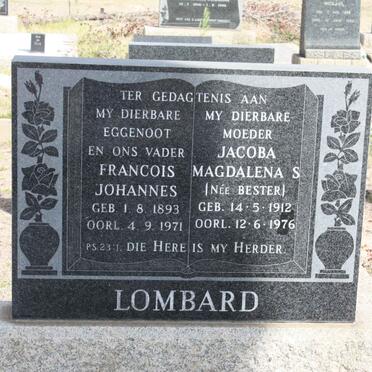 TER GEDAGTENIS AAN
MY DIERBARE
EGGENOOT
EN ONS VADER
FRANCOIS
JOHANNES
GEB. 1. 8. 1893
OORL. 4. 9. 1971
MY DIERBARE
MOEDER
JACOBA
MAGDALENA S
(NÉE BESTER)
GEB. 14·5·1912
OORL. 12·6·1976
PS.23:1. DIE HERE IS MY HERDER.
LOMBARD